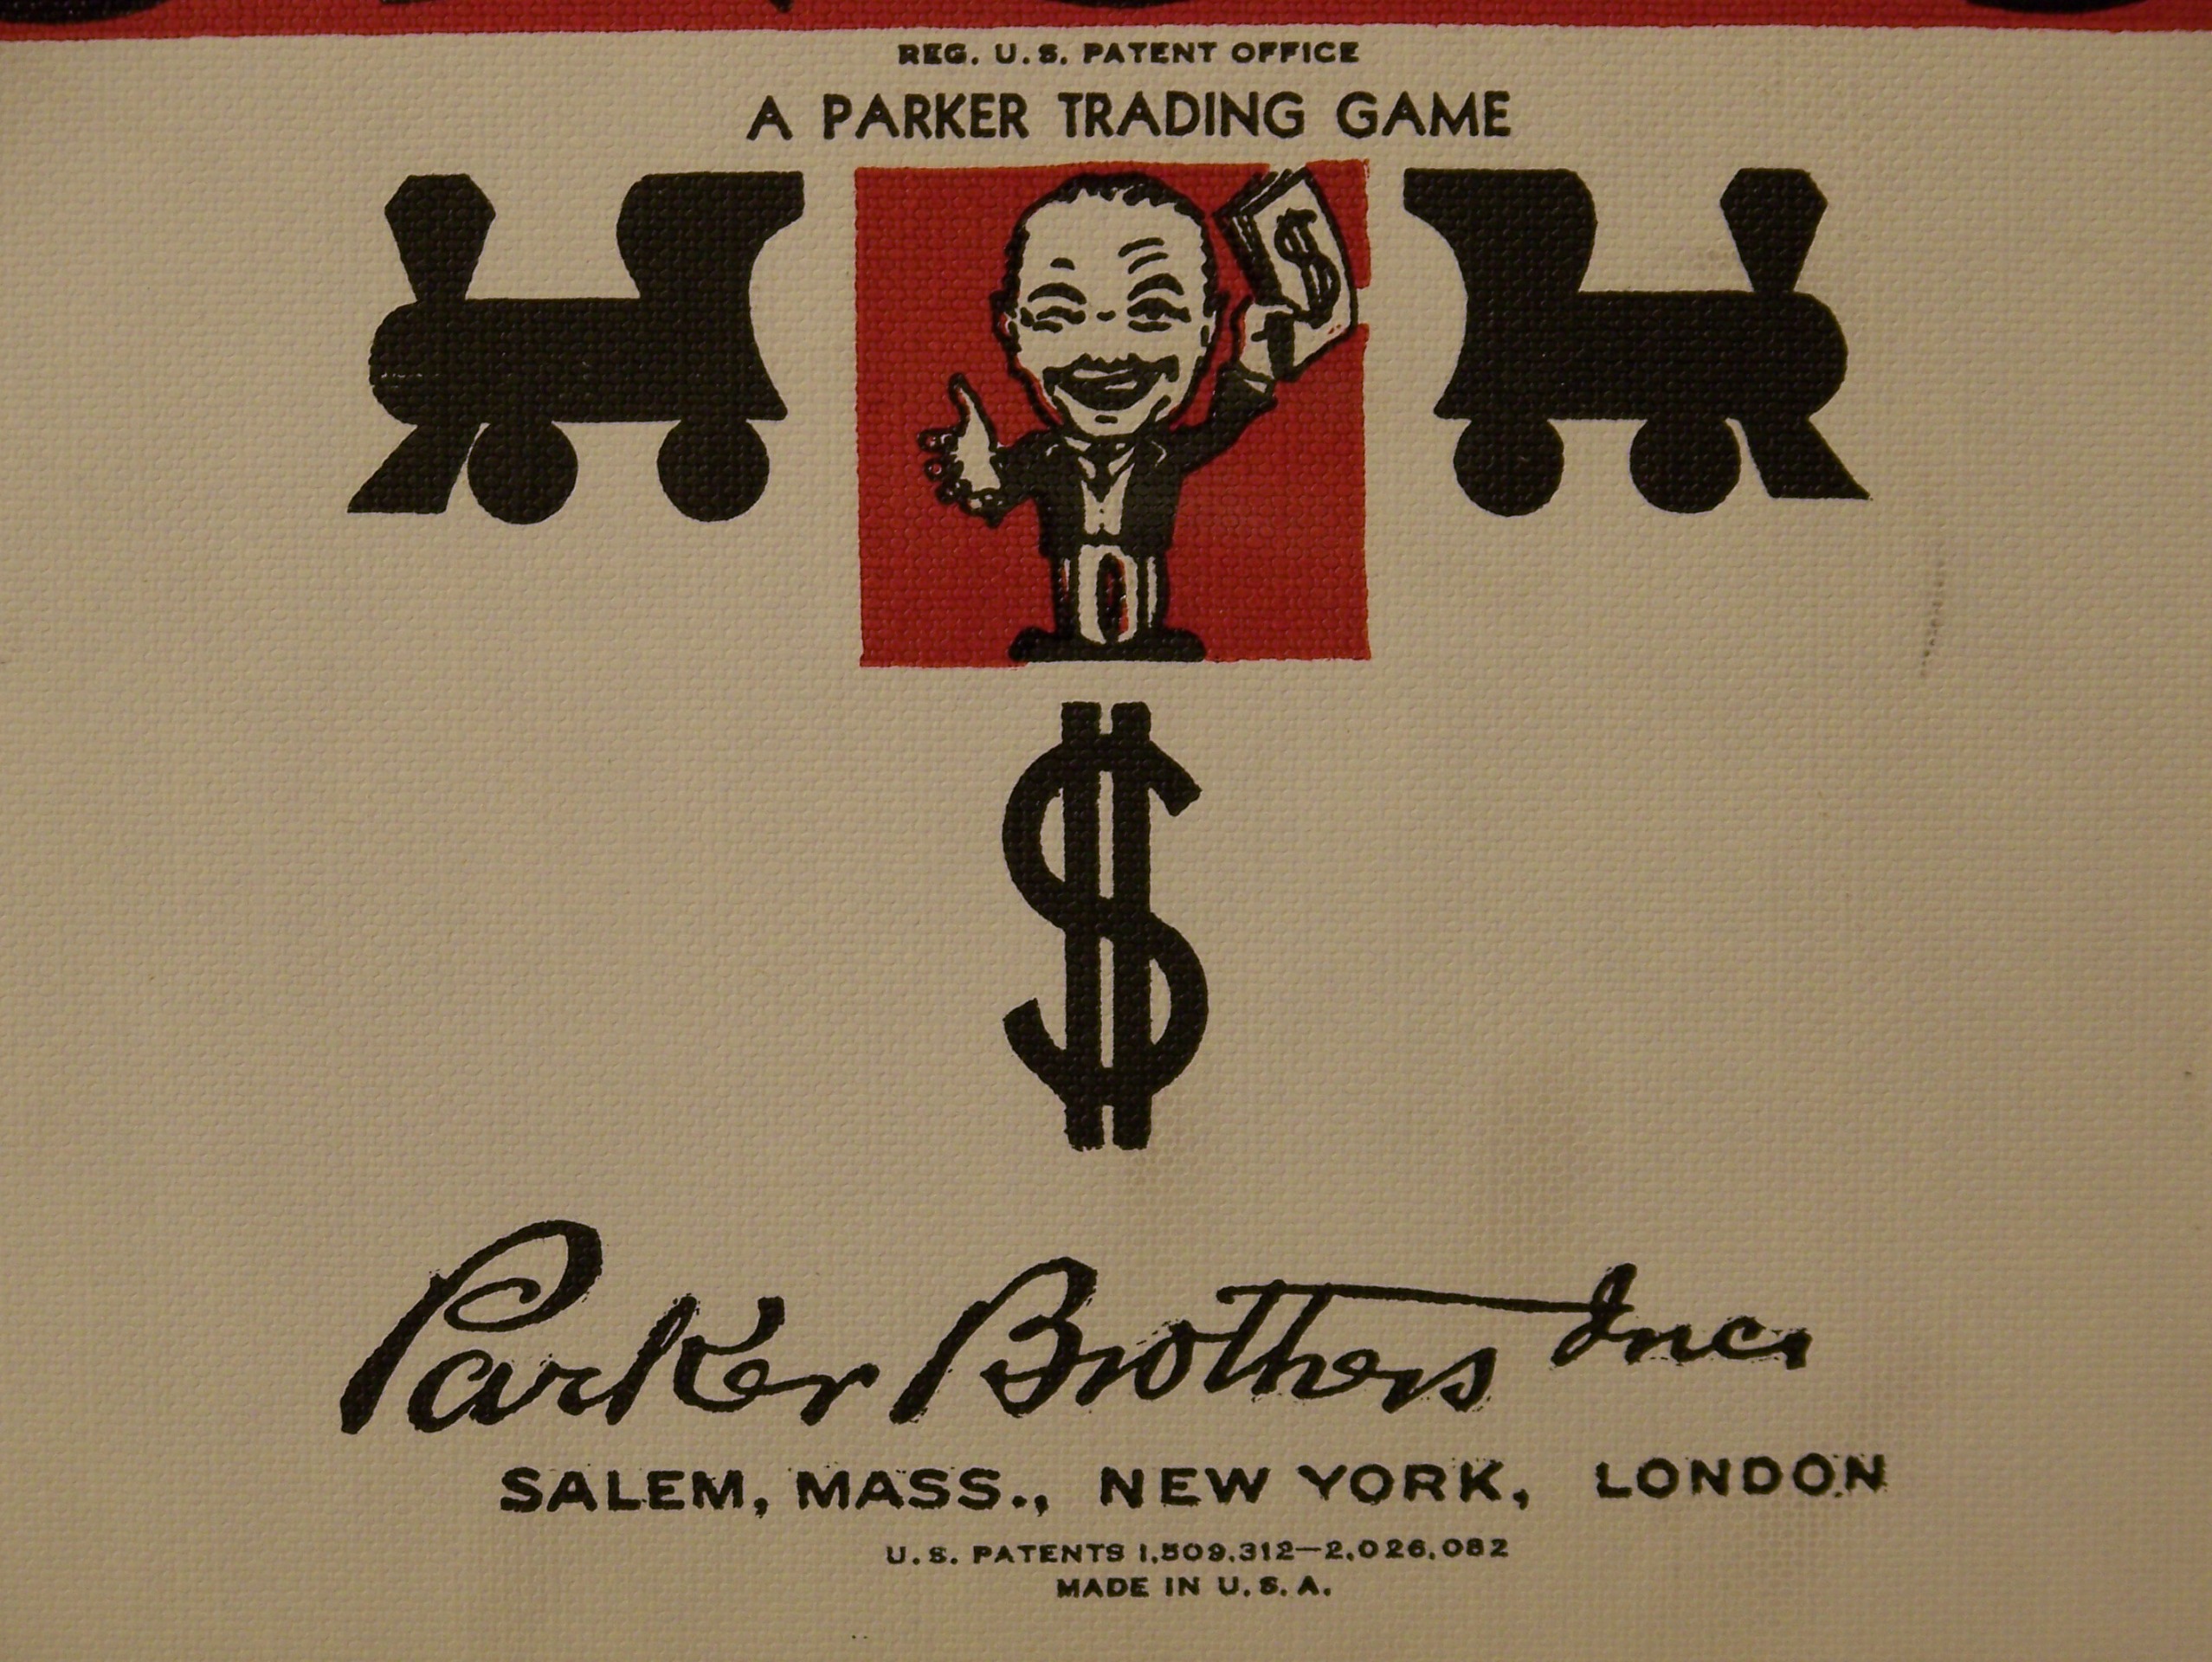 REG. U.S. PATENT OFFICE
A PARKER TRADING GAME
$
$
Parker Brothers Inc.
SALEM, MASS., NEW YORK, LONDON
U.S. PATENTS 1,509,312—2,026,082
MADE IN U.S.A.